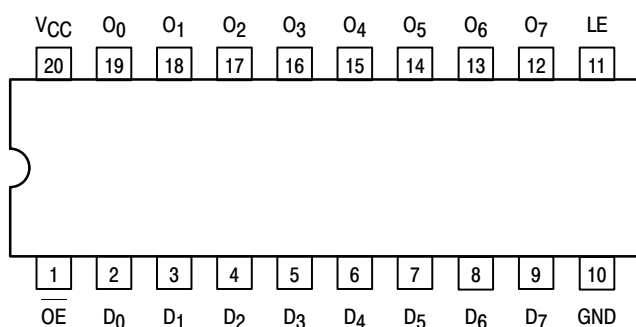 VCC O0 O1 O2 O3 O4 O5 O6 O7 LE
20 19 18 17 16 15 14 13 12 11
1 2 3 4 5 6 7 8 9 10
O̅E̅ D0 D1 D2 D3 D4 D5 D6 D7 GND